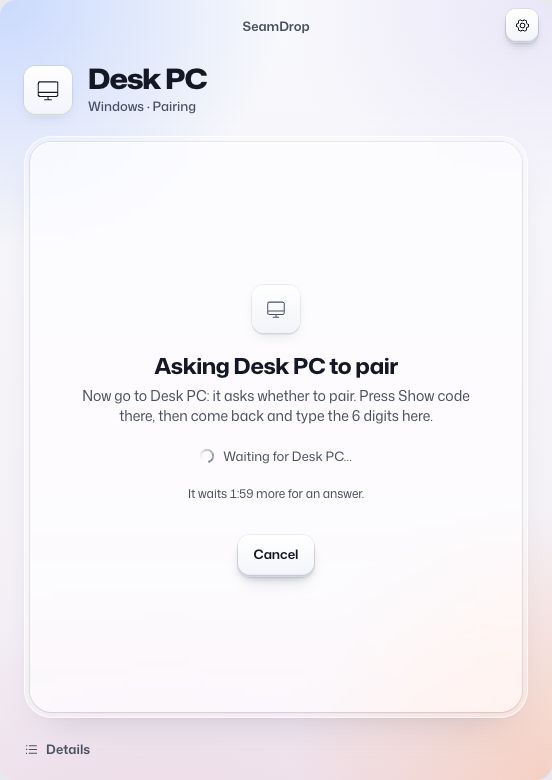 SeamDrop
Desk PC
Windows · Pairing
Asking Desk PC to pair
Now go to Desk PC: it asks whether to pair. Press Show code
there, then come back and type the 6 digits here.
Waiting for Desk PC...
It waits 1:59 more for an answer.
Cancel
Details